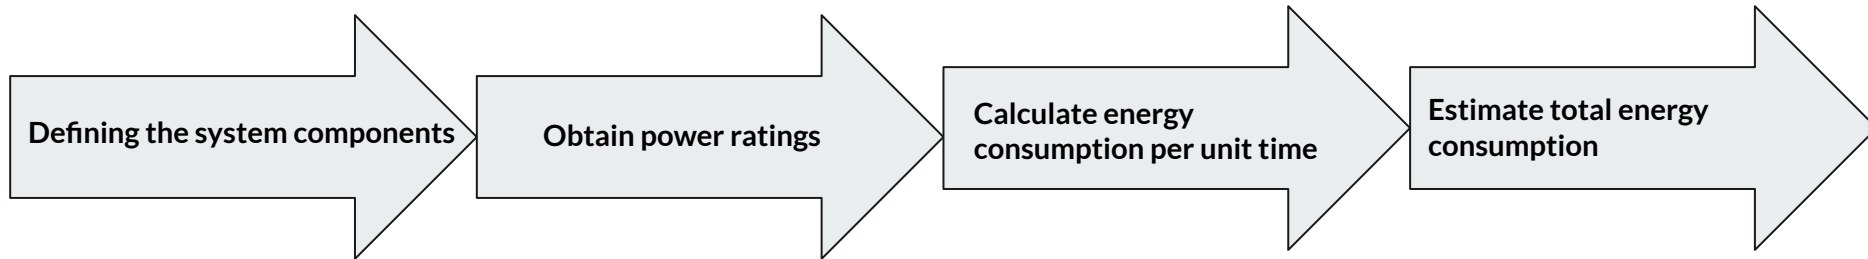 Defining the system components
Obtain power ratings
Calculate energy
consumption per unit time
Estimate total energy
consumption